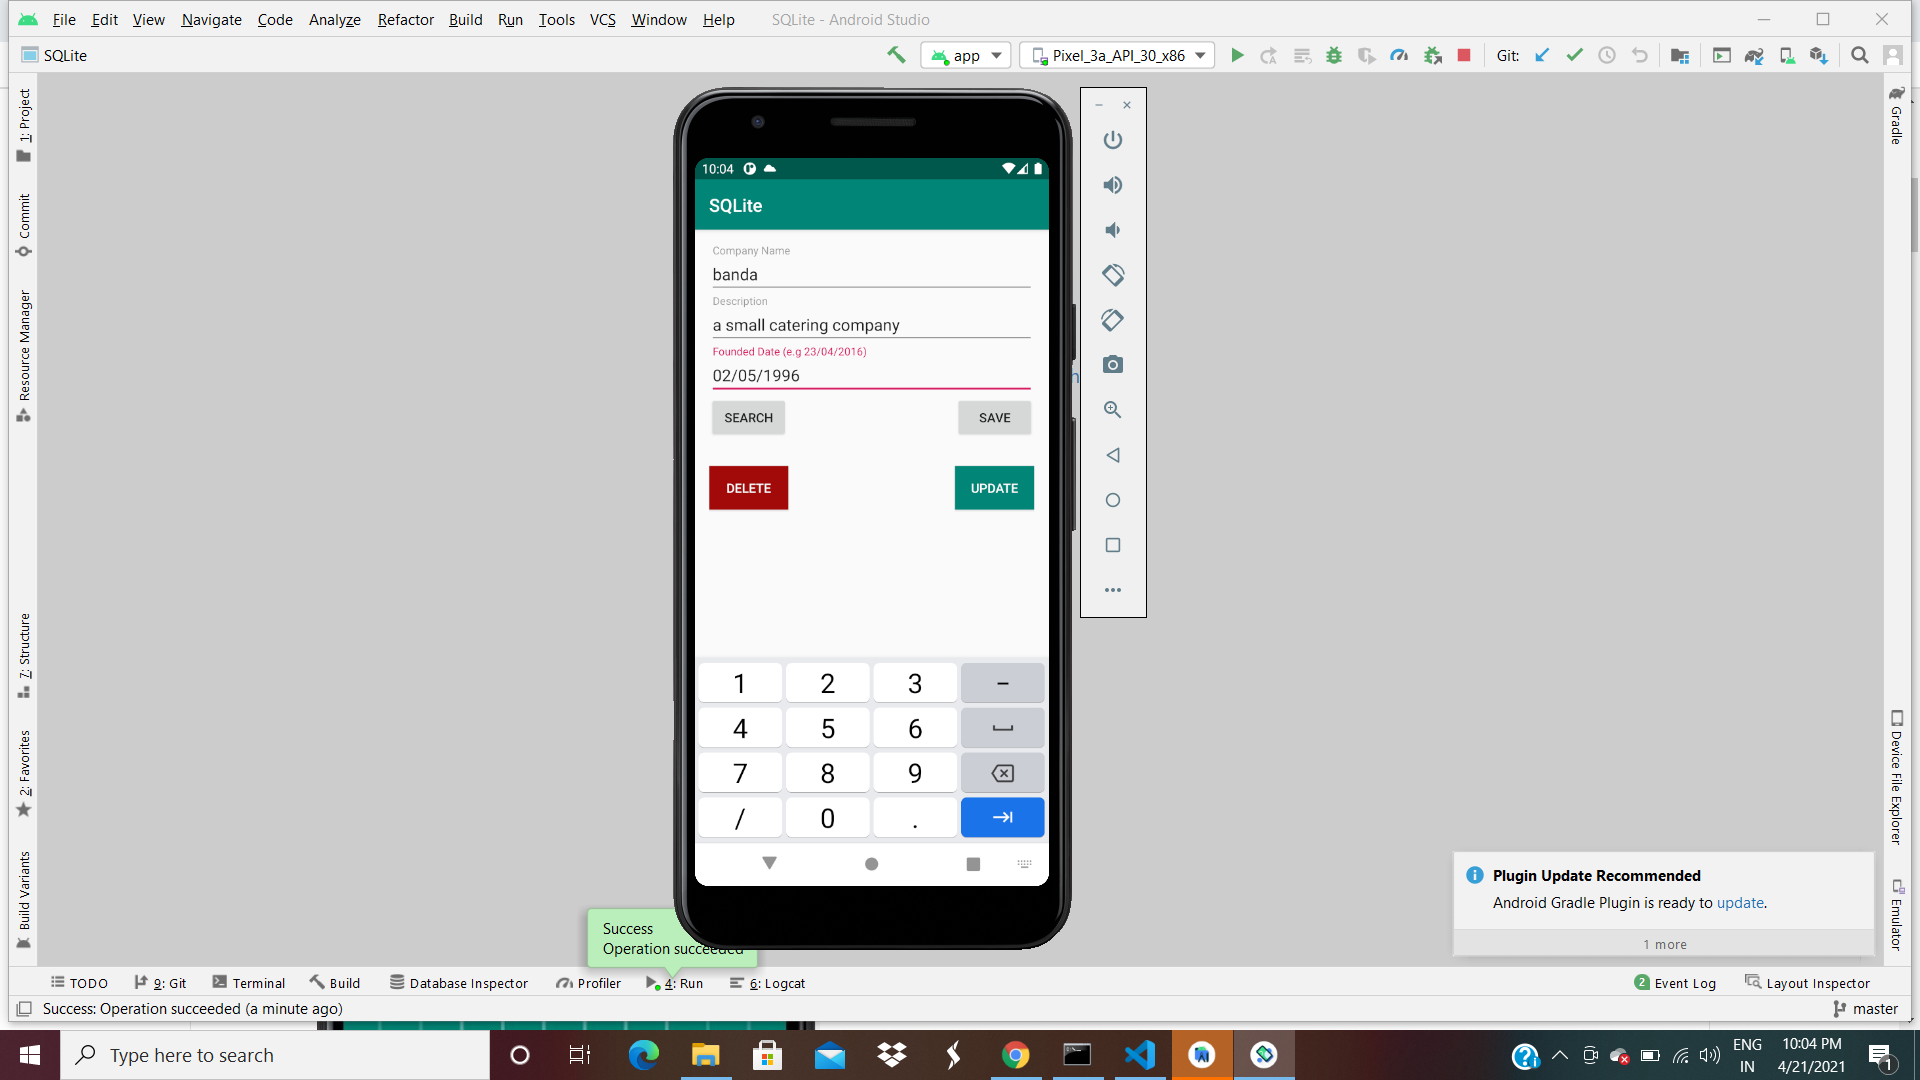 File Edit View Navigate Code Analyze Refactor Build Run Tools VCS Window Help SQLite - Android Studio
SQLite
app
Pixel_3a_API_30_x86
Git:
1: Project
Commit
Resource Manager
7: Structure
2: Favorites
Build Variants
10:04
SQLite
Company Name
banda
Description
a small catering company
Founded Date (e.g 23/04/2016)
02/05/1996
SEARCH SAVE
DELETE UPDATE
1 2 3 -
4 5 6
7 8 9
/ 0 .
h
Gradle
Device File Explorer
Emulator
Success
Operation succeeded
Plugin Update Recommended
Android Gradle Plugin is ready to update.
1 more
TODO 9: Git Terminal Build Database Inspector Profiler 4: Run 6: Logcat 2 Event Log Layout Inspector
Success: Operation succeeded (a minute ago) master
Type here to search
ENG
IN
10:04 PM
4/21/2021
1